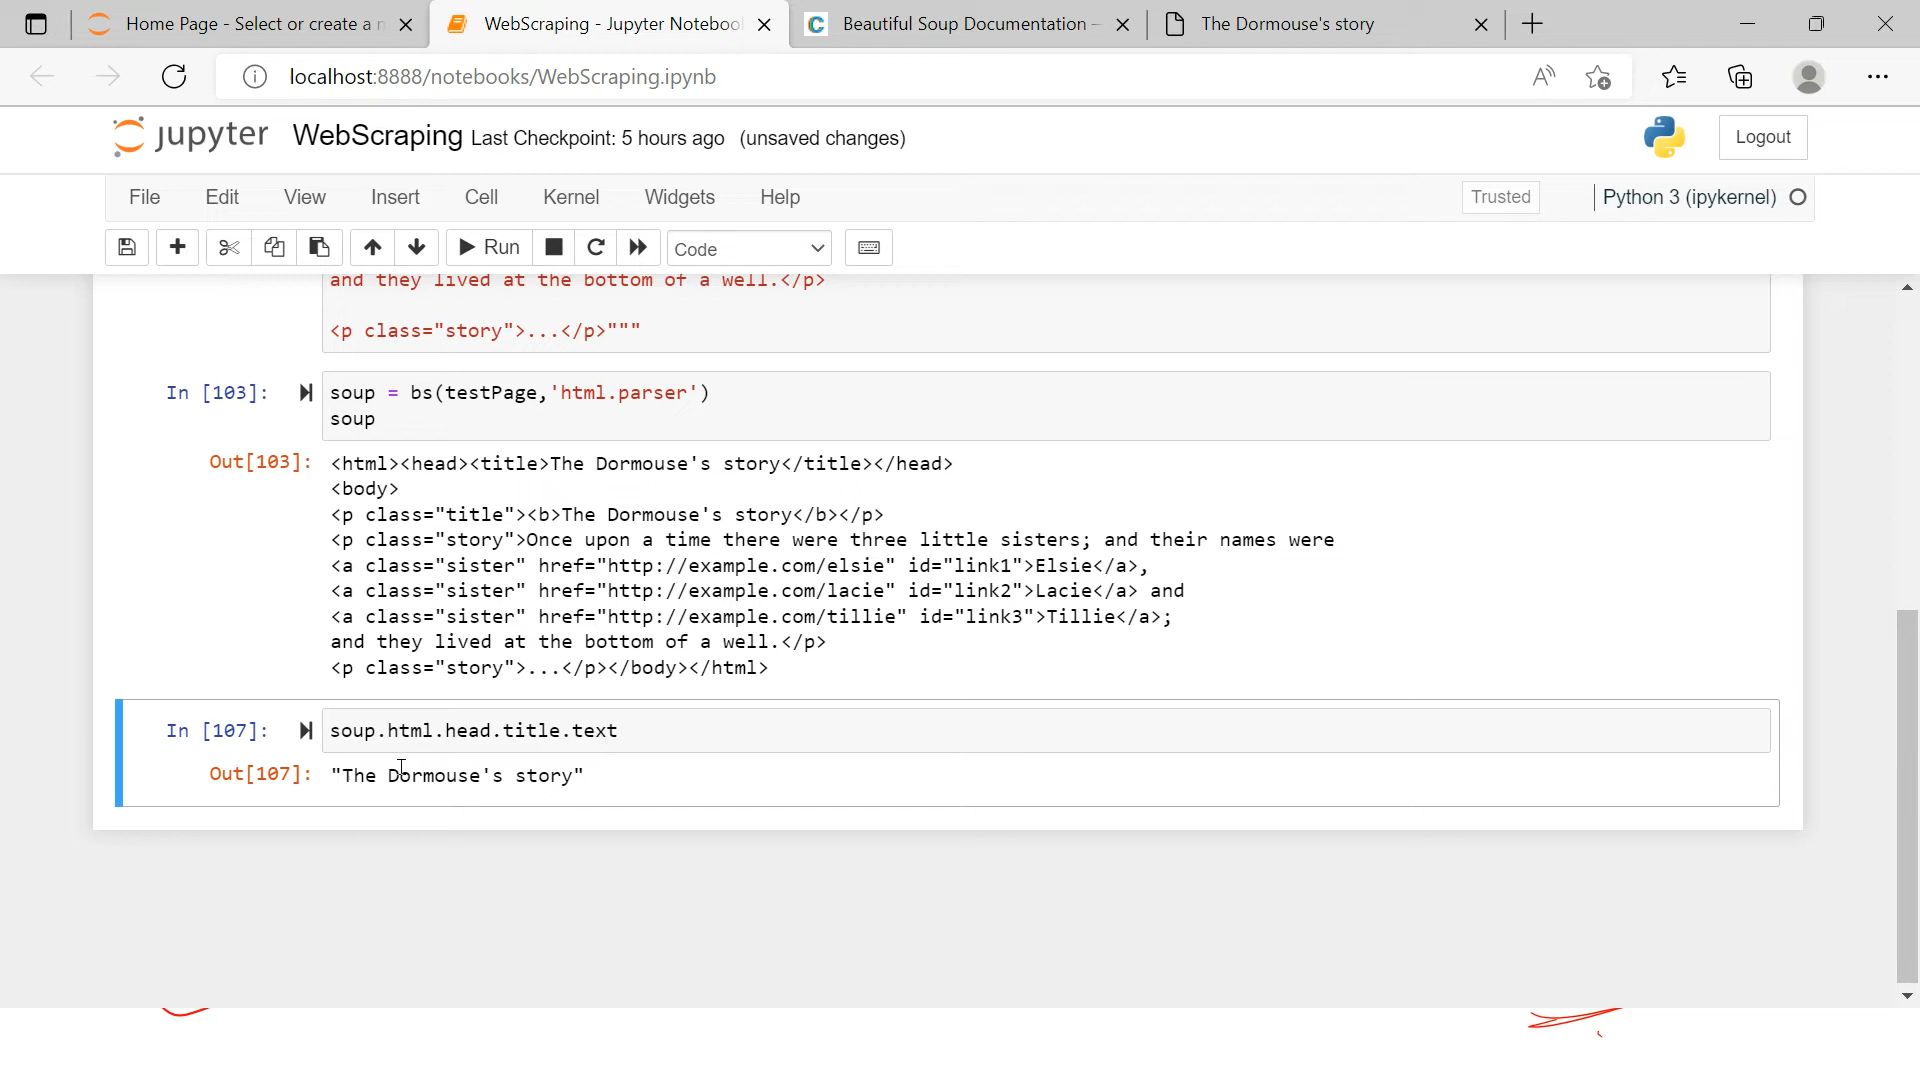 Home Page - Select or create a n
WebScraping - Jupyter Notebook
Beautiful Soup Documentation —
The Dormouse's story
localhost:8888/notebooks/WebScraping.ipynb
jupyter WebScraping Last Checkpoint: 5 hours ago (unsaved changes)
Logout
File Edit View Insert Cell Kernel Widgets Help
Trusted
Python 3 (ipykernel)
Run
Code
and they lived at the bottom of a well.</p>
<p class="story">...</p>"""
In [103]:
soup = bs(testPage,'html.parser')
soup
Out[103]:
<html><head><title>The Dormouse's story</title></head>
<body>
<p class="title"><b>The Dormouse's story</b></p>
<p class="story">Once upon a time there were three little sisters; and their names were
<a class="sister" href="http://example.com/elsie" id="link1">Elsie</a>,
<a class="sister" href="http://example.com/lacie" id="link2">Lacie</a> and
<a class="sister" href="http://example.com/tillie" id="link3">Tillie</a>;
and they lived at the bottom of a well.</p>
<p class="story">...</p></body></html>
In [107]:
soup.html.head.title.text
Out[107]:
"The Dormouse's story"